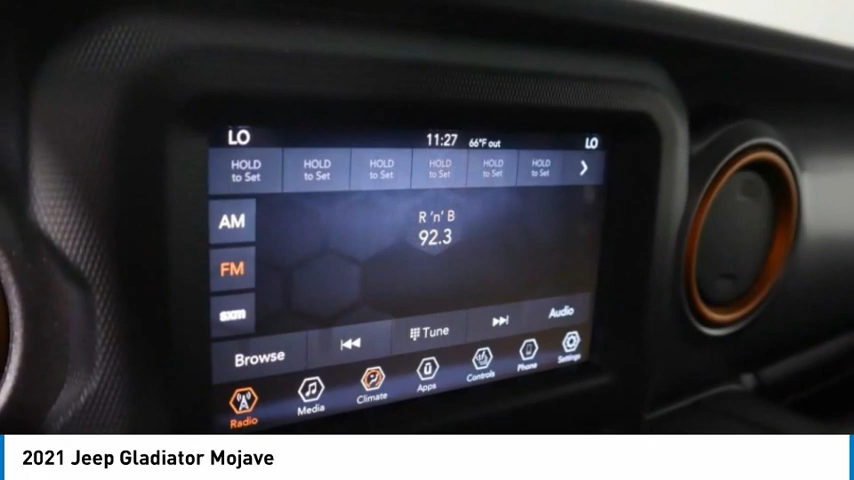 LO 11:27 66°F out LO
HOLD to Set HOLD to Set HOLD to Set HOLD to Set HOLD to Set HOLD to Set
AM
R 'n' B
92.3
FM
sxm
Browse Tune Audio
Radio Media Climate Apps Controls Phone Settings
2021 Jeep Gladiator Mojave